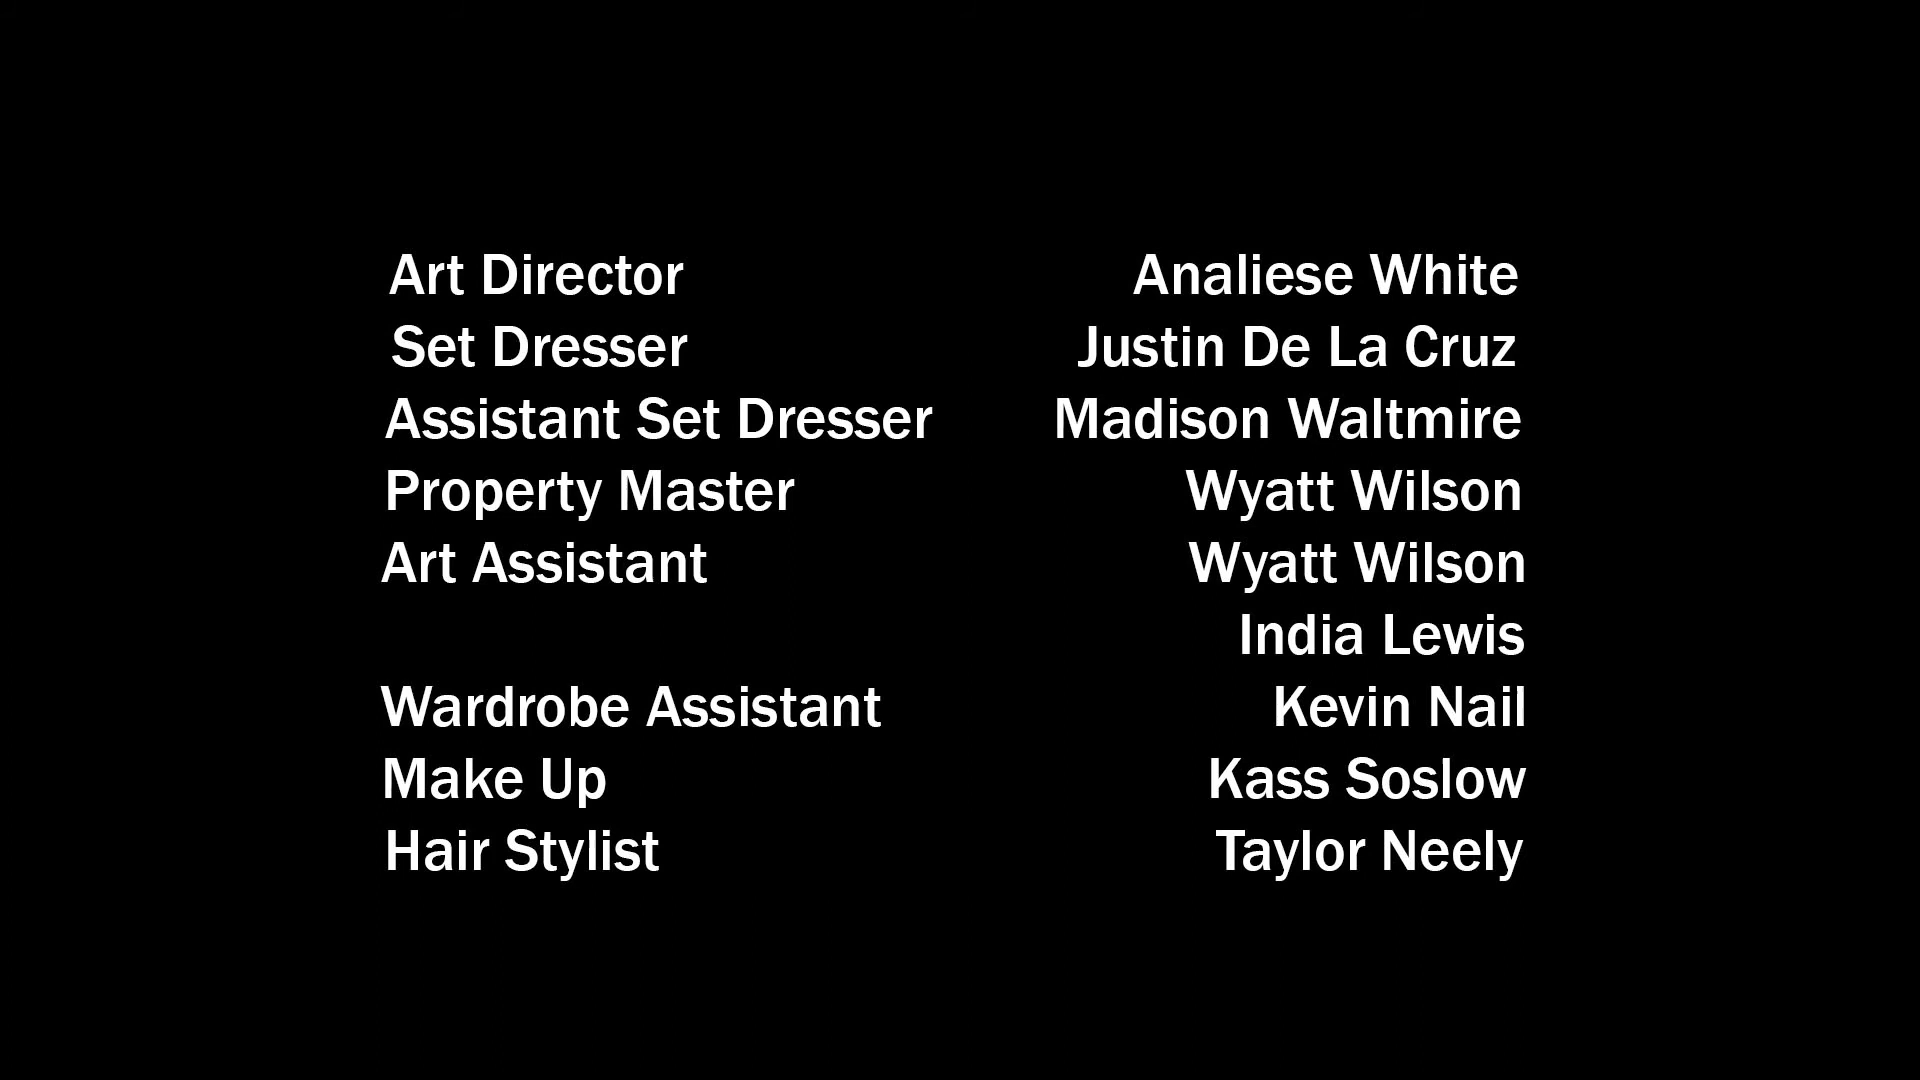 Art Director Analiese White
Set Dresser Justin De La Cruz
Assistant Set Dresser Madison Waltmire
Property Master Wyatt Wilson
Art Assistant Wyatt Wilson
India Lewis
Wardrobe Assistant Kevin Nail
Make Up Kass Soslow
Hair Stylist Taylor Neely